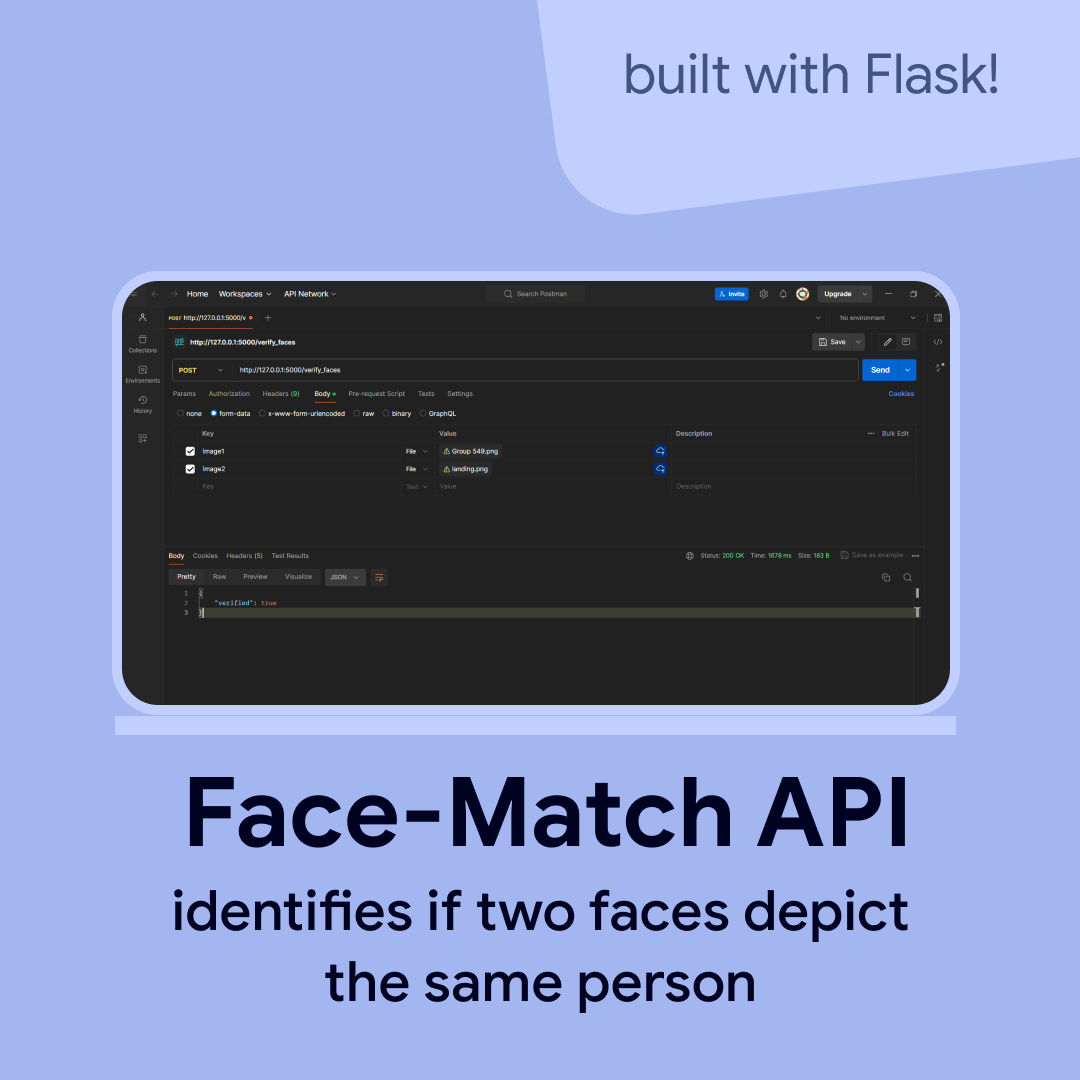 built with Flask!
Home Workspaces API Network Search Postman Invite Upgrade
POST http://127.0.0.1:5000/v No environment
http://127.0.0.1:5000/verify_faces Save
Collections
POST http://127.0.0.1:5000/verify_faces Send
Environments
Params Authorization Headers (9) Body Pre-request Script Tests Settings Cookies
History
none form-data x-www-form-urlencoded raw binary GraphQL
Key Value Description Bulk Edit
image1 File Group 549.png
image2 File landing.png
Key Text Value Description
Body Cookies Headers (5) Test Results Status: 200 OK Time: 1678 ms Size: 183 B Save as example
Pretty Raw Preview Visualize JSON
1 {
2 "verified": true
3 }
Face-Match API
identifies if two faces depict
the same person